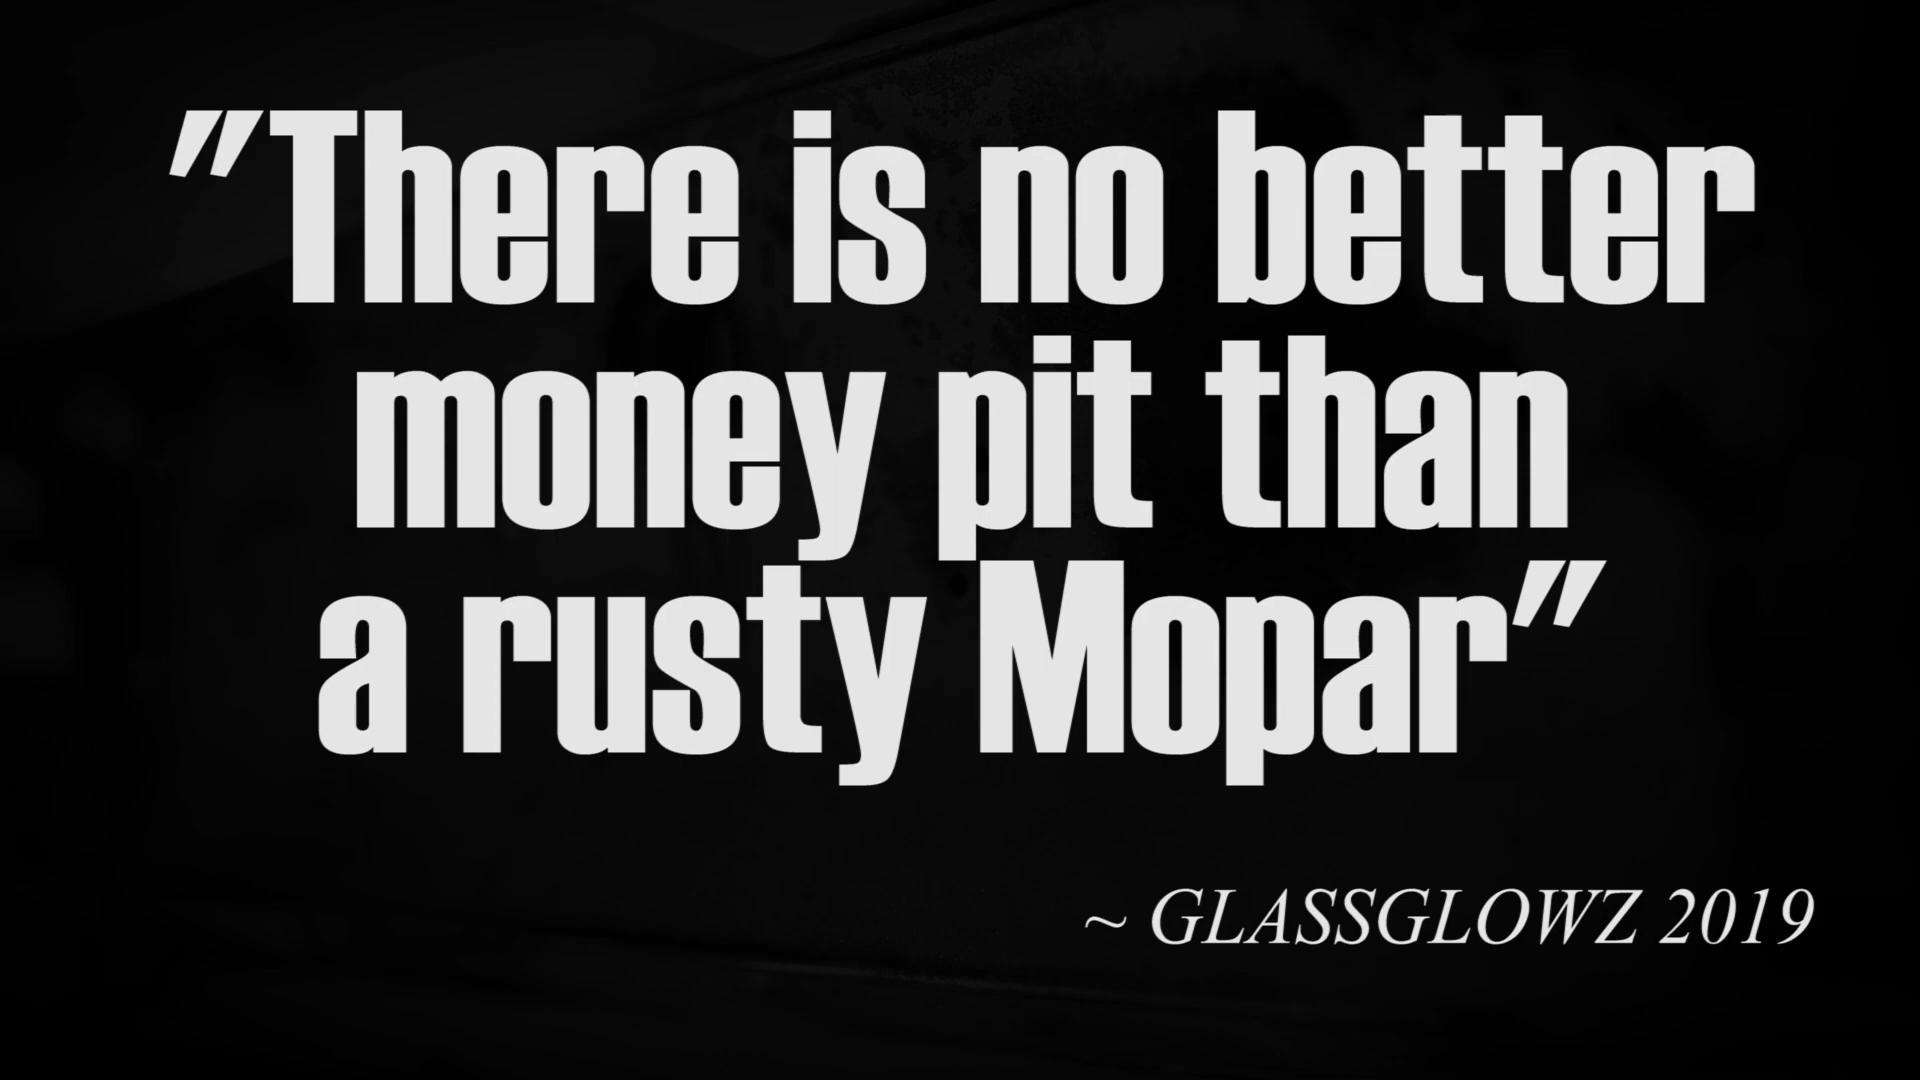 "There is no better
money pit than
a rusty Mopar"
~ GLASSGLOWZ 2019